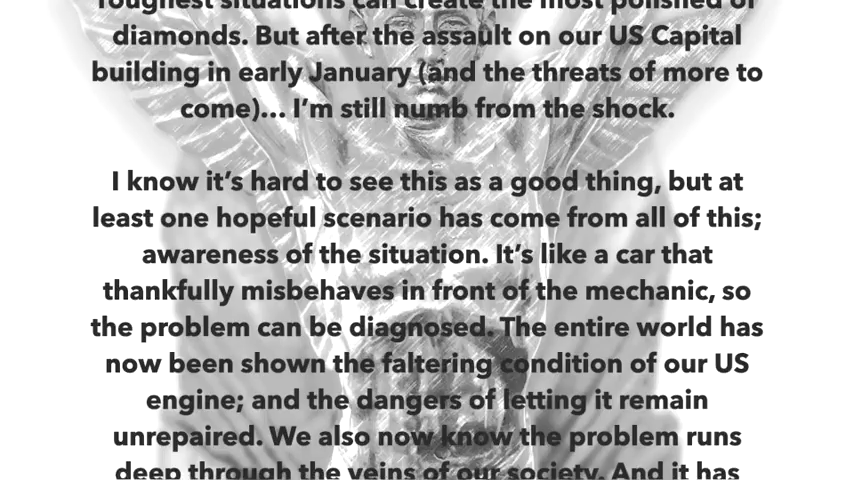 Toughest situations can create the most polished of
diamonds. But after the assault on our US Capital
building in early January (and the threats of more to
come)... I'm still numb from the shock.
I know it's hard to see this as a good thing, but at
least one hopeful scenario has come from all of this;
awareness of the situation. It's like a car that
thankfully misbehaves in front of the mechanic, so
the problem can be diagnosed. The entire world has
now been shown the faltering condition of our US
engine; and the dangers of letting it remain
unrepaired. We also now know the problem runs
deep through the veins of our society. And it has